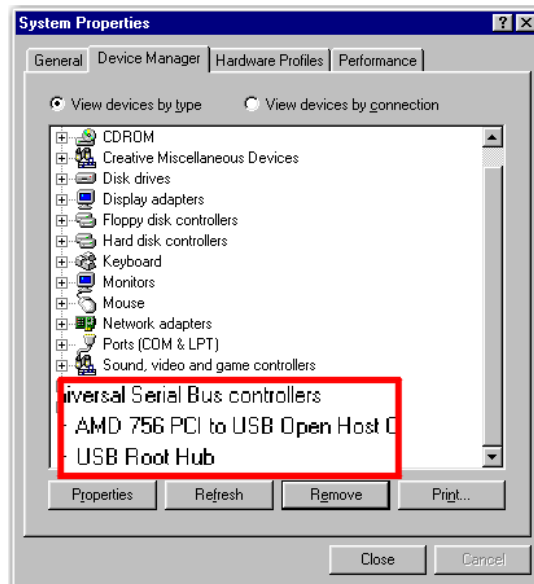 System Properties
General Device Manager Hardware Profiles Performance
View devices by type View devices by connection
CDROM
Creative Miscellaneous Devices
Disk drives
Display adapters
Floppy disk controllers
Hard disk controllers
Keyboard
Monitors
Mouse
Network adapters
Ports (COM & LPT)
Sound, video and game controllers
iversal Serial Bus controllers
AMD 756 PCI to USB Open Host C
USB Root Hub
Properties Refresh Remove Print...
Close Cancel